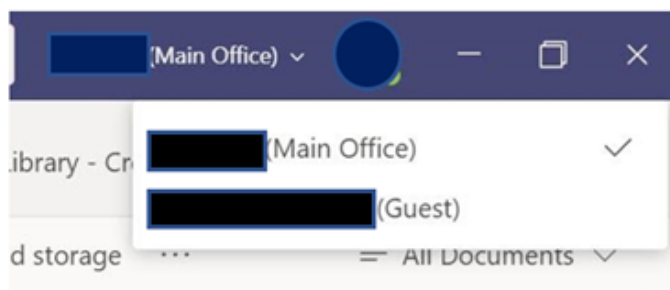 (Main Office)
(Main Office)
ibrary - Cr
(Guest)
d storage ... All Documents